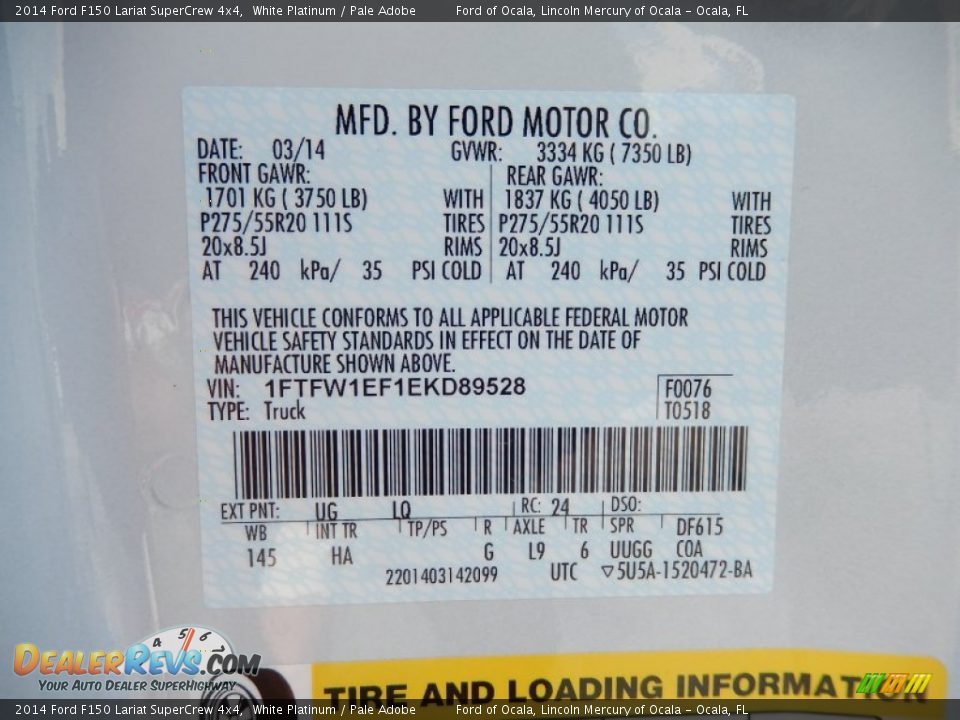 2014 Ford F150 Lariat SuperCrew 4x4, White Platinum / Pale Adobe Ford of Ocala, Lincoln Mercury of Ocala - Ocala, FL
MFD. BY FORD MOTOR CO.
DATE: 03/14 GVWR: 3334 KG ( 7350 LB)
FRONT GAWR: REAR GAWR:
1701 KG ( 3750 LB) WITH 1837 KG ( 4050 LB) WITH
P275/55R20 111S TIRES P275/55R20 111S TIRES
20x8.5J RIMS 20x8.5J RIMS
AT 240 kPa/ 35 PSI COLD AT 240 kPa/ 35 PSI COLD
THIS VEHICLE CONFORMS TO ALL APPLICABLE FEDERAL MOTOR
VEHICLE SAFETY STANDARDS IN EFFECT ON THE DATE OF
MANUFACTURE SHOWN ABOVE.
VIN: 1FTFW1EF1EKD89528 F0076
TYPE: Truck T0518
EXT PNT: UG LQ RC: 24 DSO:
WB INT TR TP/PS R AXLE TR SPR DF615
145 HA G L9 6 UUGG COA
2201403142099 UTC ▽5U5A-1520472-BA
4 5 6
DEALERREVS.COM
YOUR AUTO DEALER SUPERHIGHWAY
TIRE AND LOADING INFORMATION
2014 Ford F150 Lariat SuperCrew 4x4, White Platinum / Pale Adobe Ford of Ocala, Lincoln Mercury of Ocala - Ocala, FL